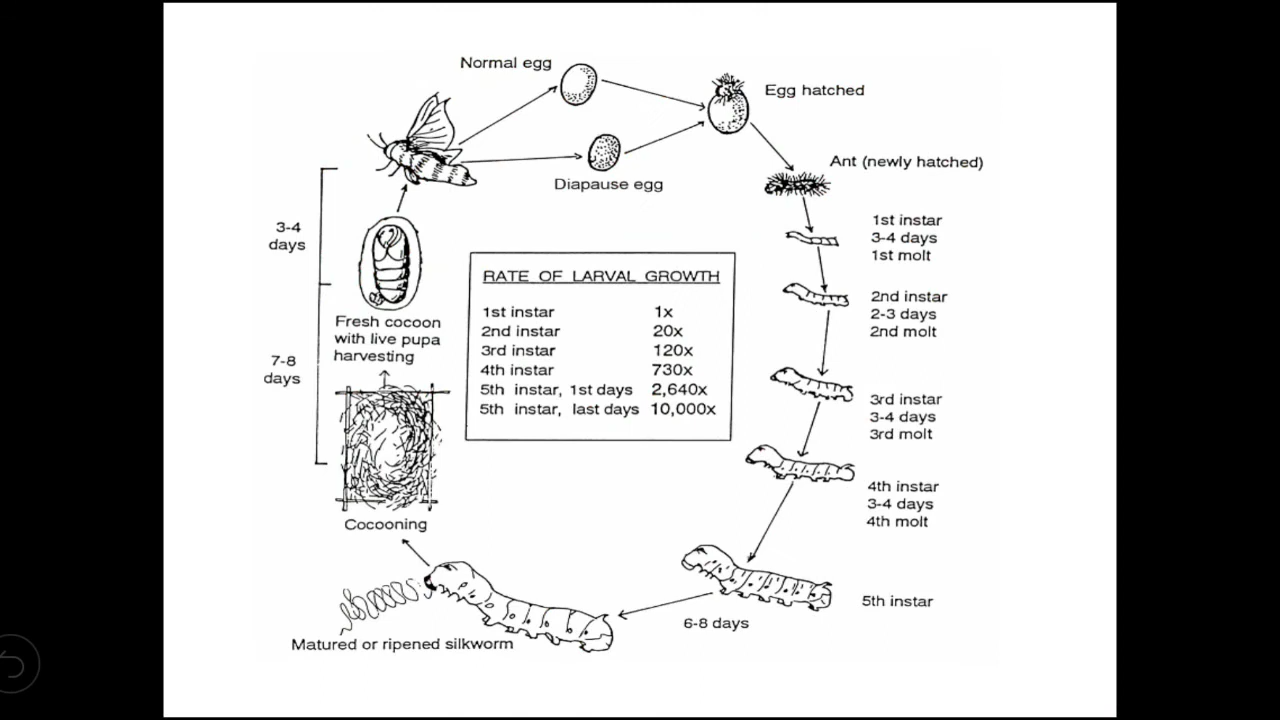 Normal egg
Egg hatched
Diapause egg
Ant (newly hatched)
1st instar
3-4 days
1st molt
2nd instar
2-3 days
2nd molt
3rd instar
3-4 days
3rd molt
4th instar
3-4 days
4th molt
5th instar
6-8 days
Matured or ripened silkworm
Cocooning
7-8
days
Fresh cocoon
with live pupa
harvesting
3-4
days
RATE OF LARVAL GROWTH
1st instar 1x
2nd instar 20x
3rd instar 120x
4th instar 730x
5th instar, 1st days 2,640x
5th instar, last days 10,000x